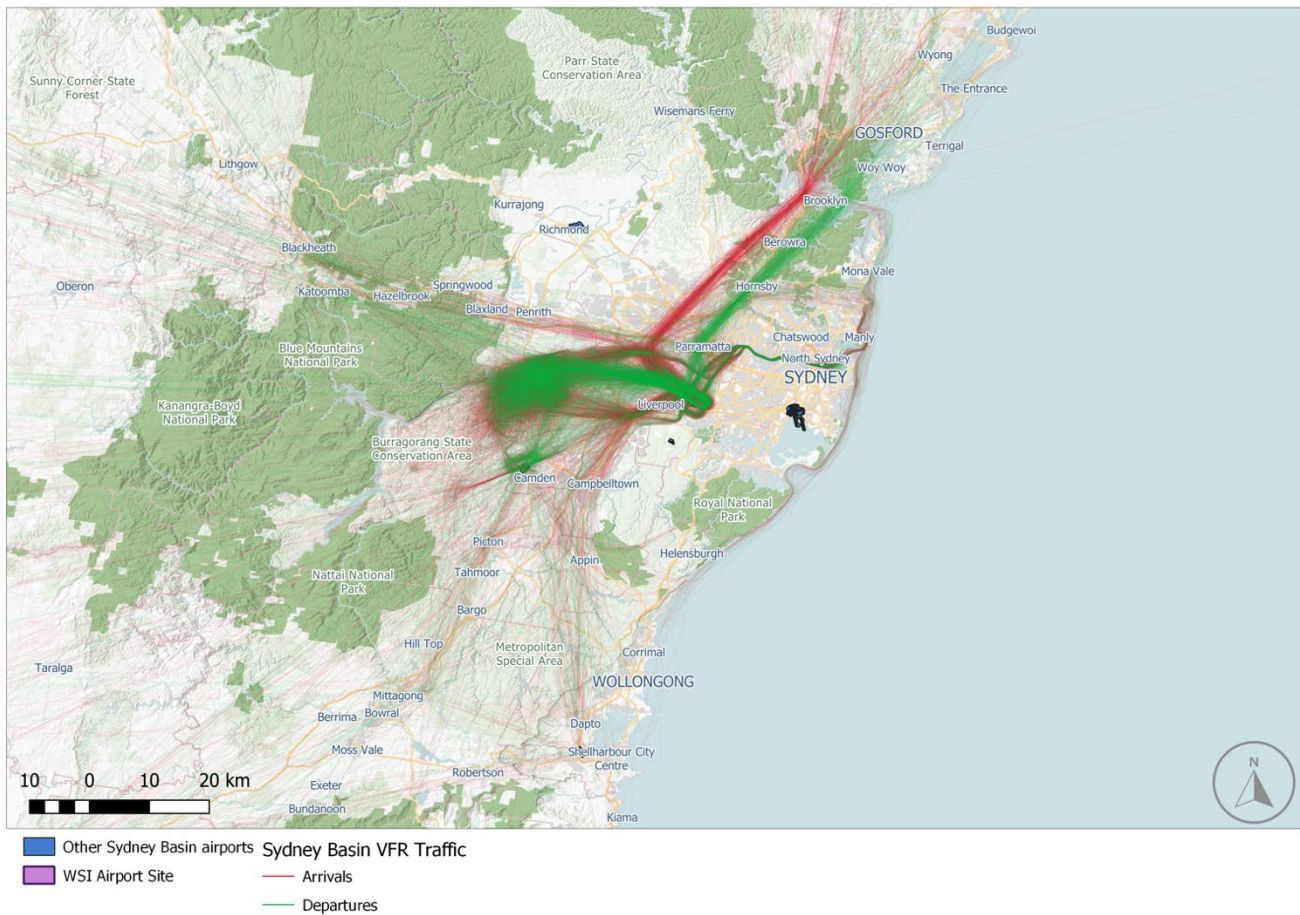 Budgewoi
Wyong
Parr State
Conservation Area
Sunny Corner State
Forest
The Entrance
Wisemans Ferry
GOSFORD
Terrigal
Lithgow
Woy Woy
Kurrajong
Brooklyn
Richmond
Berowra
Blackheath
Mona Vale
Oberon
Katoomba
Hazelbrook
Springwood
Hornsby
Blaxland
Penrith
Chatswood
Manly
Blue Mountains
National Park
Parramatta
North Sydney
SYDNEY
Kanangra-Boyd
National Park
Liverpool
Burragorang State
Conservation Area
Camden
Campbelltown
Royal National
Park
Picton
Helensburgh
Appin
Tahmoor
Nattai National
Park
Bargo
Hill Top
Metropolitan
Special Area
Corrimal
Taralga
WOLLONGONG
Mittagong
Berrima
Bowral
Dapto
Moss Vale
Shellharbour City
Centre
Robertson
Exeter
Bundanoon
Kiama
N
10 0 10 20 km
Other Sydney Basin airports
WSI Airport Site
Sydney Basin VFR Traffic
Arrivals
Departures